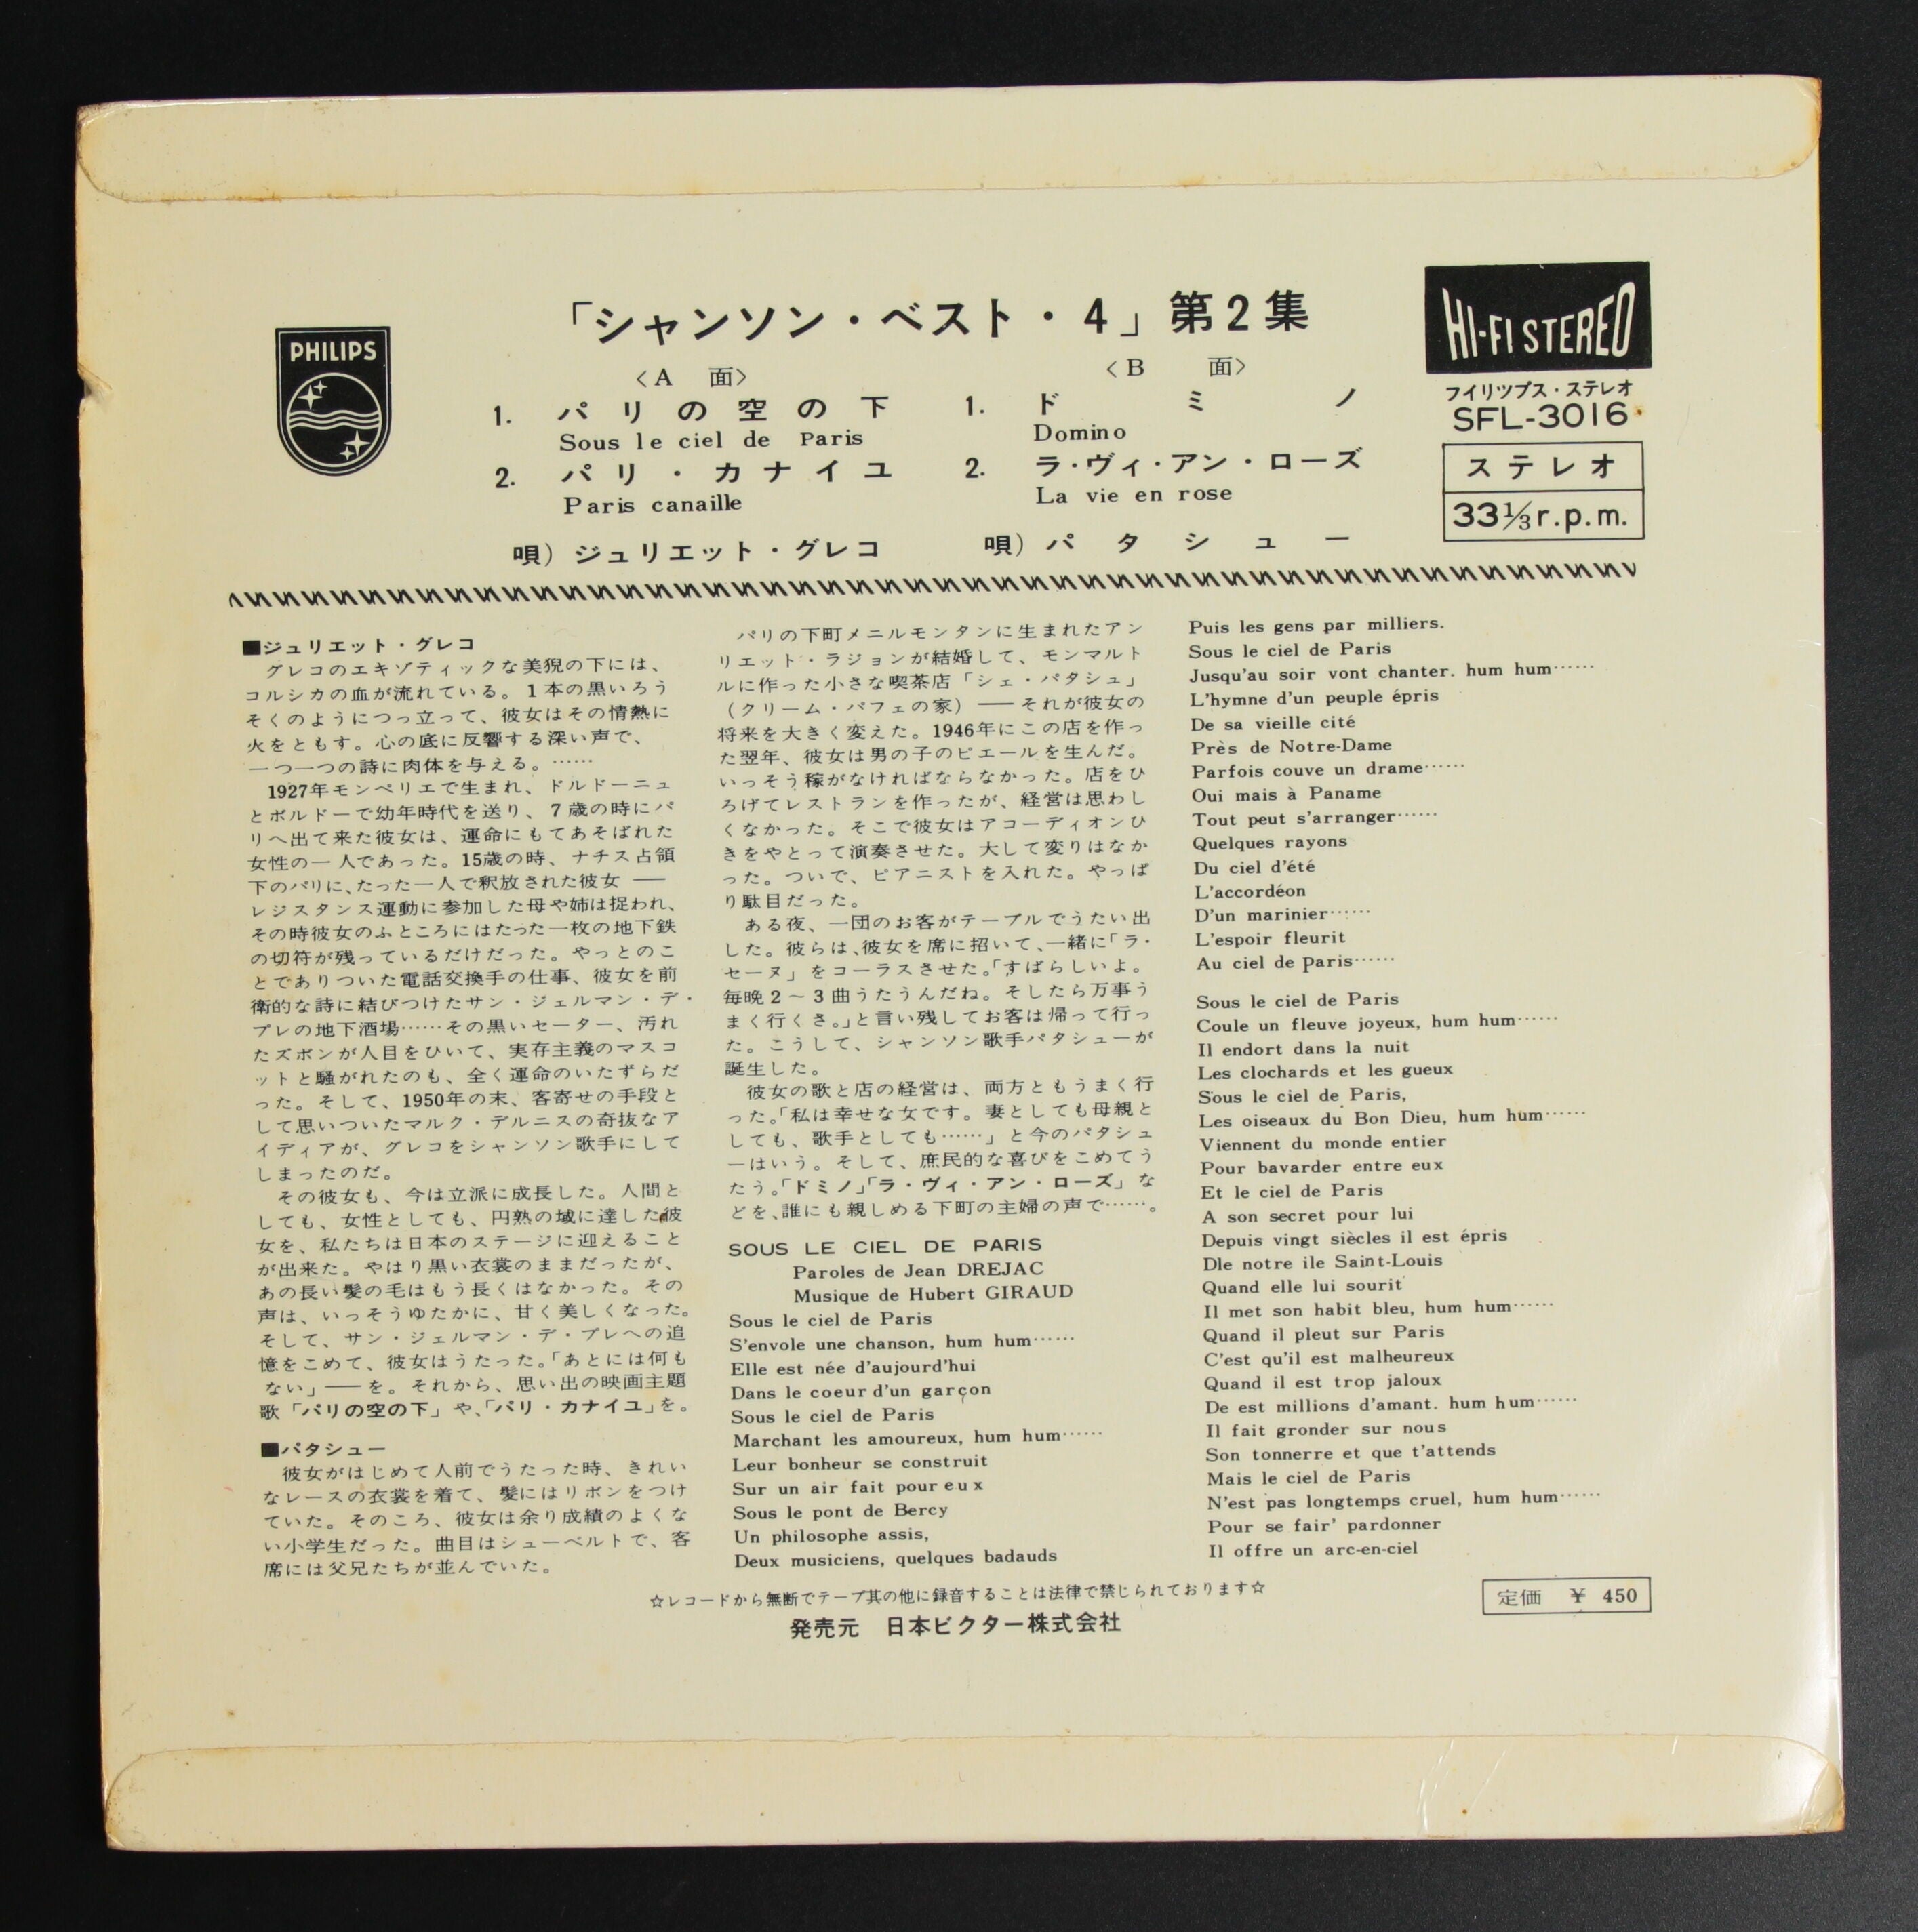 「シャンソン・ベスト・4」第2集
PHILIPS
<A 面>
1. パリの空の下
Sous le ciel de Paris
2. パリ・カナイユ
Paris canaille
唄) ジュリエット・グレコ
<B 面>
1. ドミノ
Domino
2. ラ・ヴィ・アン・ローズ
La vie en rose
唄) パタシュー
HI-FI STEREO
フイリツプス・ステレオ
SFL-3016
ステレオ
33⅓r.p.m.
■ジュリエット・グレコ
グレコのエキゾティックな美猊の下には、
コルシカの血が流れている。1本の黒いろう
そくのようにつっ立って、彼女はその情熱に
火をともす。心の底に反響する深い声で、
一つ一つの詩に肉体を与える。……
1927年モンペリエで生まれ、ドルドーニュ
とボルドーで幼年時代を送り、7歳の時にパ
リへ出て来た彼女は、運命にもてあそばれた
女性の一人であった。15歳の時、ナチス占領
下のパリに、たった一人で釈放された彼女 ――
レジスタンス運動に参加した母や姉は捉われ、
その時彼女のふところにはたった一枚の地下鉄
の切符が残っているだけだった。やっとのこ
とでありついた電話交換手の仕事、彼女を前
衛的な詩に結びつけたサン・ジェルマン・デ・
プレの地下酒場……その黒いセーター、汚れ
たズボンが人目をひいて、実存主義のマスコ
ットと騒がれたのも、全く運命のいたずらだ
った。そして、1950年の末、客寄せの手段と
して思いついたマルク・デルニスの奇抜なア
イディアが、グレコをシャンソン歌手にして
しまったのだ。
その彼女も、今は立派に成長した。人間と
しても、女性としても、円熟の域に達した彼
女を、私たちは日本のステージに迎えること
が出来た。やはり黒い衣裳のままだったが、
あの長い髪の毛はもう長くはなかった。その
声は、いっそうゆたかに、甘く美しくなった。
そして、サン・ジェルマン・デ・プレへの追
憶をこめて、彼女はうたった。「あとには何も
ない」――を。それから、思い出の映画主題
歌「パリの空の下」や、「パリ・カナイユ」を。
■パタシュー
彼女がはじめて人前でうたった時、きれい
なレースの衣裳を着て、髪にはリボンをつけ
ていた。そのころ、彼女は余り成績のよくな
い小学生だった。曲目はシューベルトで、客
席には父兄たちが並んでいた。
パリの下町メニルモンタンに生まれたアン
リエット・ラジョンが結婚して、モンマルト
ルに作った小さな喫茶店「シェ・パタシュ」
（クリーム・パフェの家）―― それが彼女の
将来を大きく変えた。1946年にこの店を作っ
た翌年、彼女は男の子のピエールを生んだ。
いっそう稼がなければならなかった。店をひ
ろげてレストランを作ったが、経営は思わし
くなかった。そこで彼女はアコーディオンひ
きをやとって演奏させた。大して変りはなか
った。ついで、ピアニストを入れた。やっぱ
り駄目だった。
ある夜、一団のお客がテーブルでうたい出
した。彼らは、彼女を席に招いて、一緒に「ラ・
セーヌ」をコーラスさせた。「すばらしいよ。
毎晩2～3曲うたうんだね。そしたら万事う
まく行くさ。」と言い残してお客は帰って行っ
た。こうして、シャンソン歌手パタシューが
誕生した。
彼女の歌と店の経営は、両方ともうまく行
った。「私は幸せな女です。妻としても母親と
しても、歌手としても……」と今のパタシュ
ーはいう。そして、庶民的な喜びをこめてう
たう。「ドミノ」「ラ・ヴィ・アン・ローズ」な
どを、誰にも親しめる下町の主婦の声で……。
SOUS LE CIEL DE PARIS
Paroles de Jean DREJAC
Musique de Hubert GIRAUD
Sous le ciel de Paris
S'envole une chanson, hum hum……
Elle est née d'aujourd'hui
Dans le coeur d'un garçon
Sous le ciel de Paris
Marchant les amoureux, hum hum……
Leur bonheur se construit
Sur un air fait pour eux
Sous le pont de Bercy
Un philosophe assis,
Deux musiciens, quelques badauds
Puis les gens par milliers.
Sous le ciel de Paris
Jusqu'au soir vont chanter. hum hum……
L'hymne d'un peuple épris
De sa vieille cité
Près de Notre-Dame
Parfois couve un drame……
Oui mais à Paname
Tout peut s'arranger……
Quelques rayons
Du ciel d'été
L'accordéon
D'un marinier……
L'espoir fleurit
Au ciel de Paris……
Sous le ciel de Paris
Coule un fleuve joyeux, hum hum……
Il endort dans la nuit
Les clochards et les gueux
Sous le ciel de Paris,
Les oiseaux du Bon Dieu, hum hum……
Viennent du monde entier
Pour bavarder entre eux
Et le ciel de Paris
A son secret pour lui
Depuis vingt siècles il est épris
Dle notre ile Saint-Louis
Quand elle lui sourit
Il met son habit bleu, hum hum……
Quand il pleut sur Paris
C'est qu'il est malheureux
Quand il est trop jaloux
De est millions d'amant. hum hum……
Il fait gronder sur nous
Son tonnerre et que t'attends
Mais le ciel de Paris
N'est pas longtemps cruel, hum hum……
Pour se fair' pardonner
Il offre un arc-en-ciel
☆レコードから無断でテープ其の他に録音することは法律で禁じられております☆
発売元 日本ビクター株式会社
定価 ¥ 450